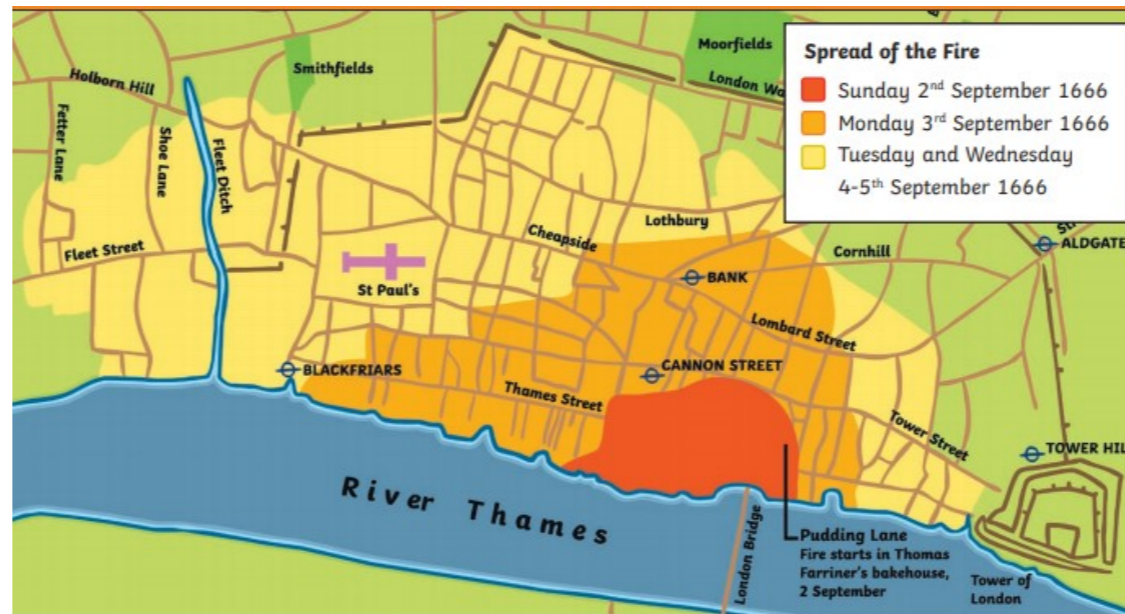 Spread of the Fire
Sunday 2nd September 1666
Monday 3rd September 1666
Tuesday and Wednesday
4-5th September 1666
Moorfields
London Wa
Smithfields
Holborn Hill
Fetter Lane
Shoe Lane
Fleet Ditch
Fleet Street
St Paul's
Cheapside
Lothbury
Cornhill
BANK
ALDGATE
Lombard Street
CANNON STREET
BLACKFRIARS
Thames Street
Tower Street
TOWER HIL
River Thames
London Bridge
Pudding Lane
Fire starts in Thomas
Farriner's bakehouse,
2 September
Tower of
London